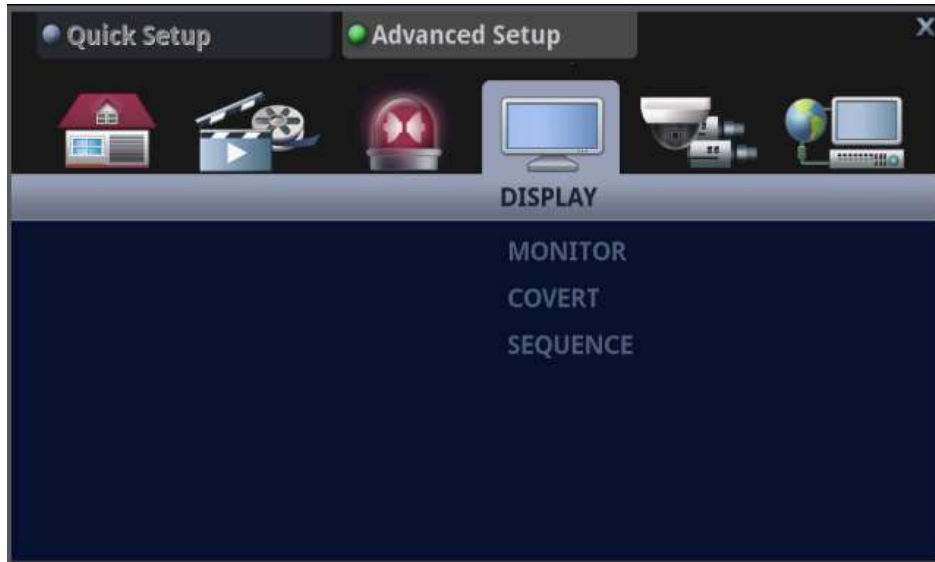 Quick Setup
Advanced Setup
X
DISPLAY
MONITOR
COVERT
SEQUENCE